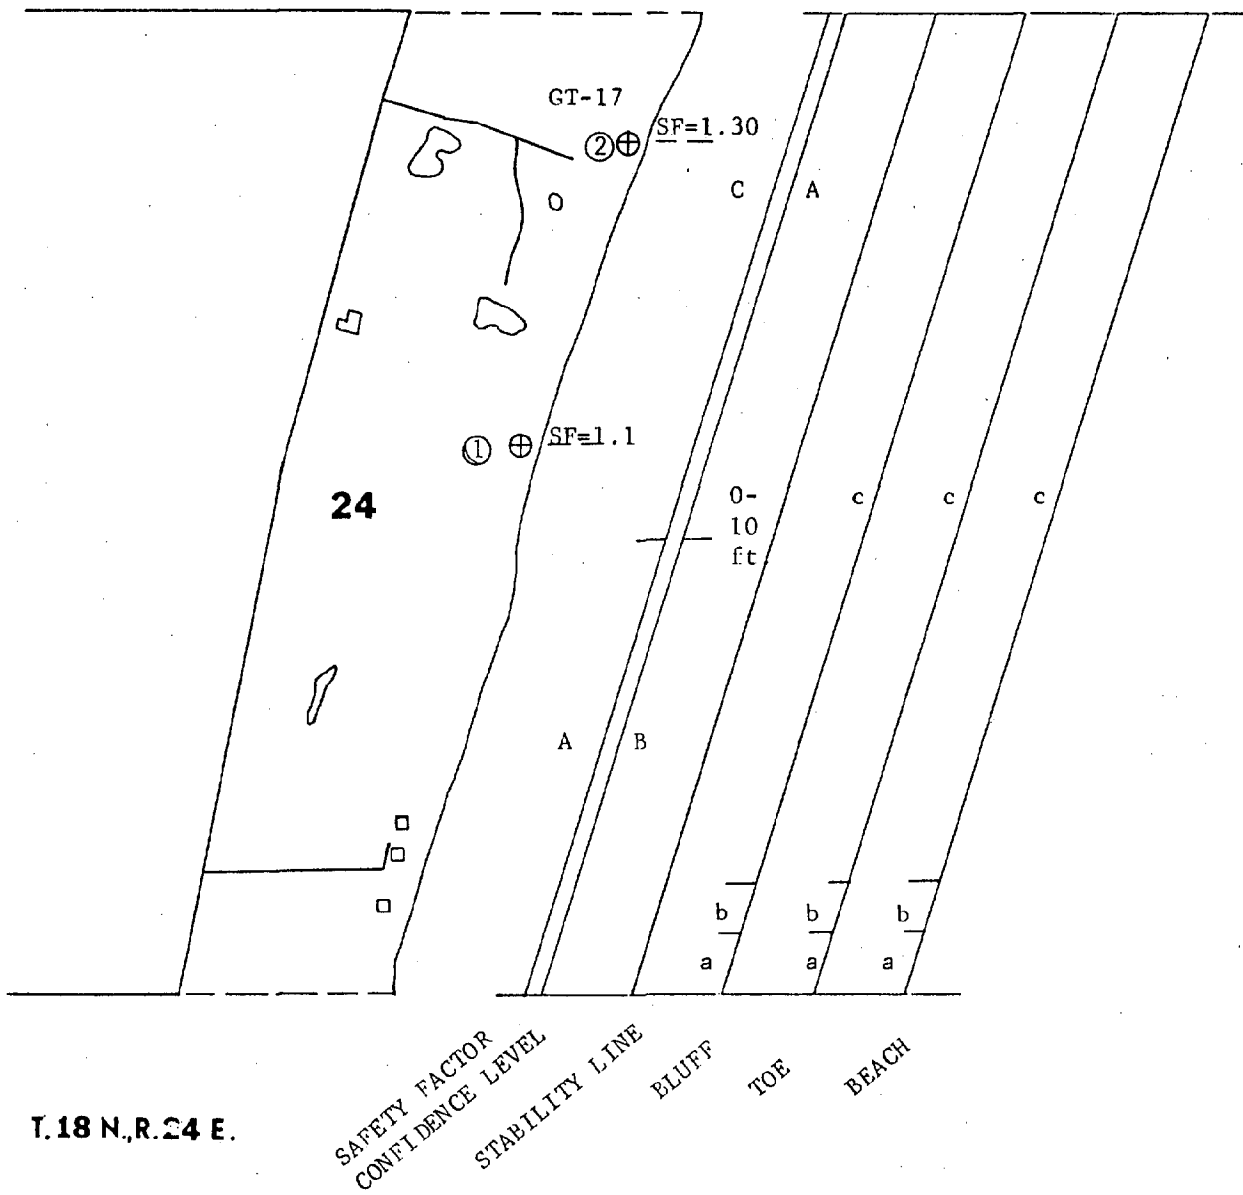 GT-17
② SF=1.30
C A
① SF=1.1
24
0-
10
ft
c c c
A B
b b b
a a a
SAFETY FACTOR
CONFIDENCE LEVEL
STABILITY LINE
BLUFF
TOE
BEACH
T.18 N.,R.24 E.